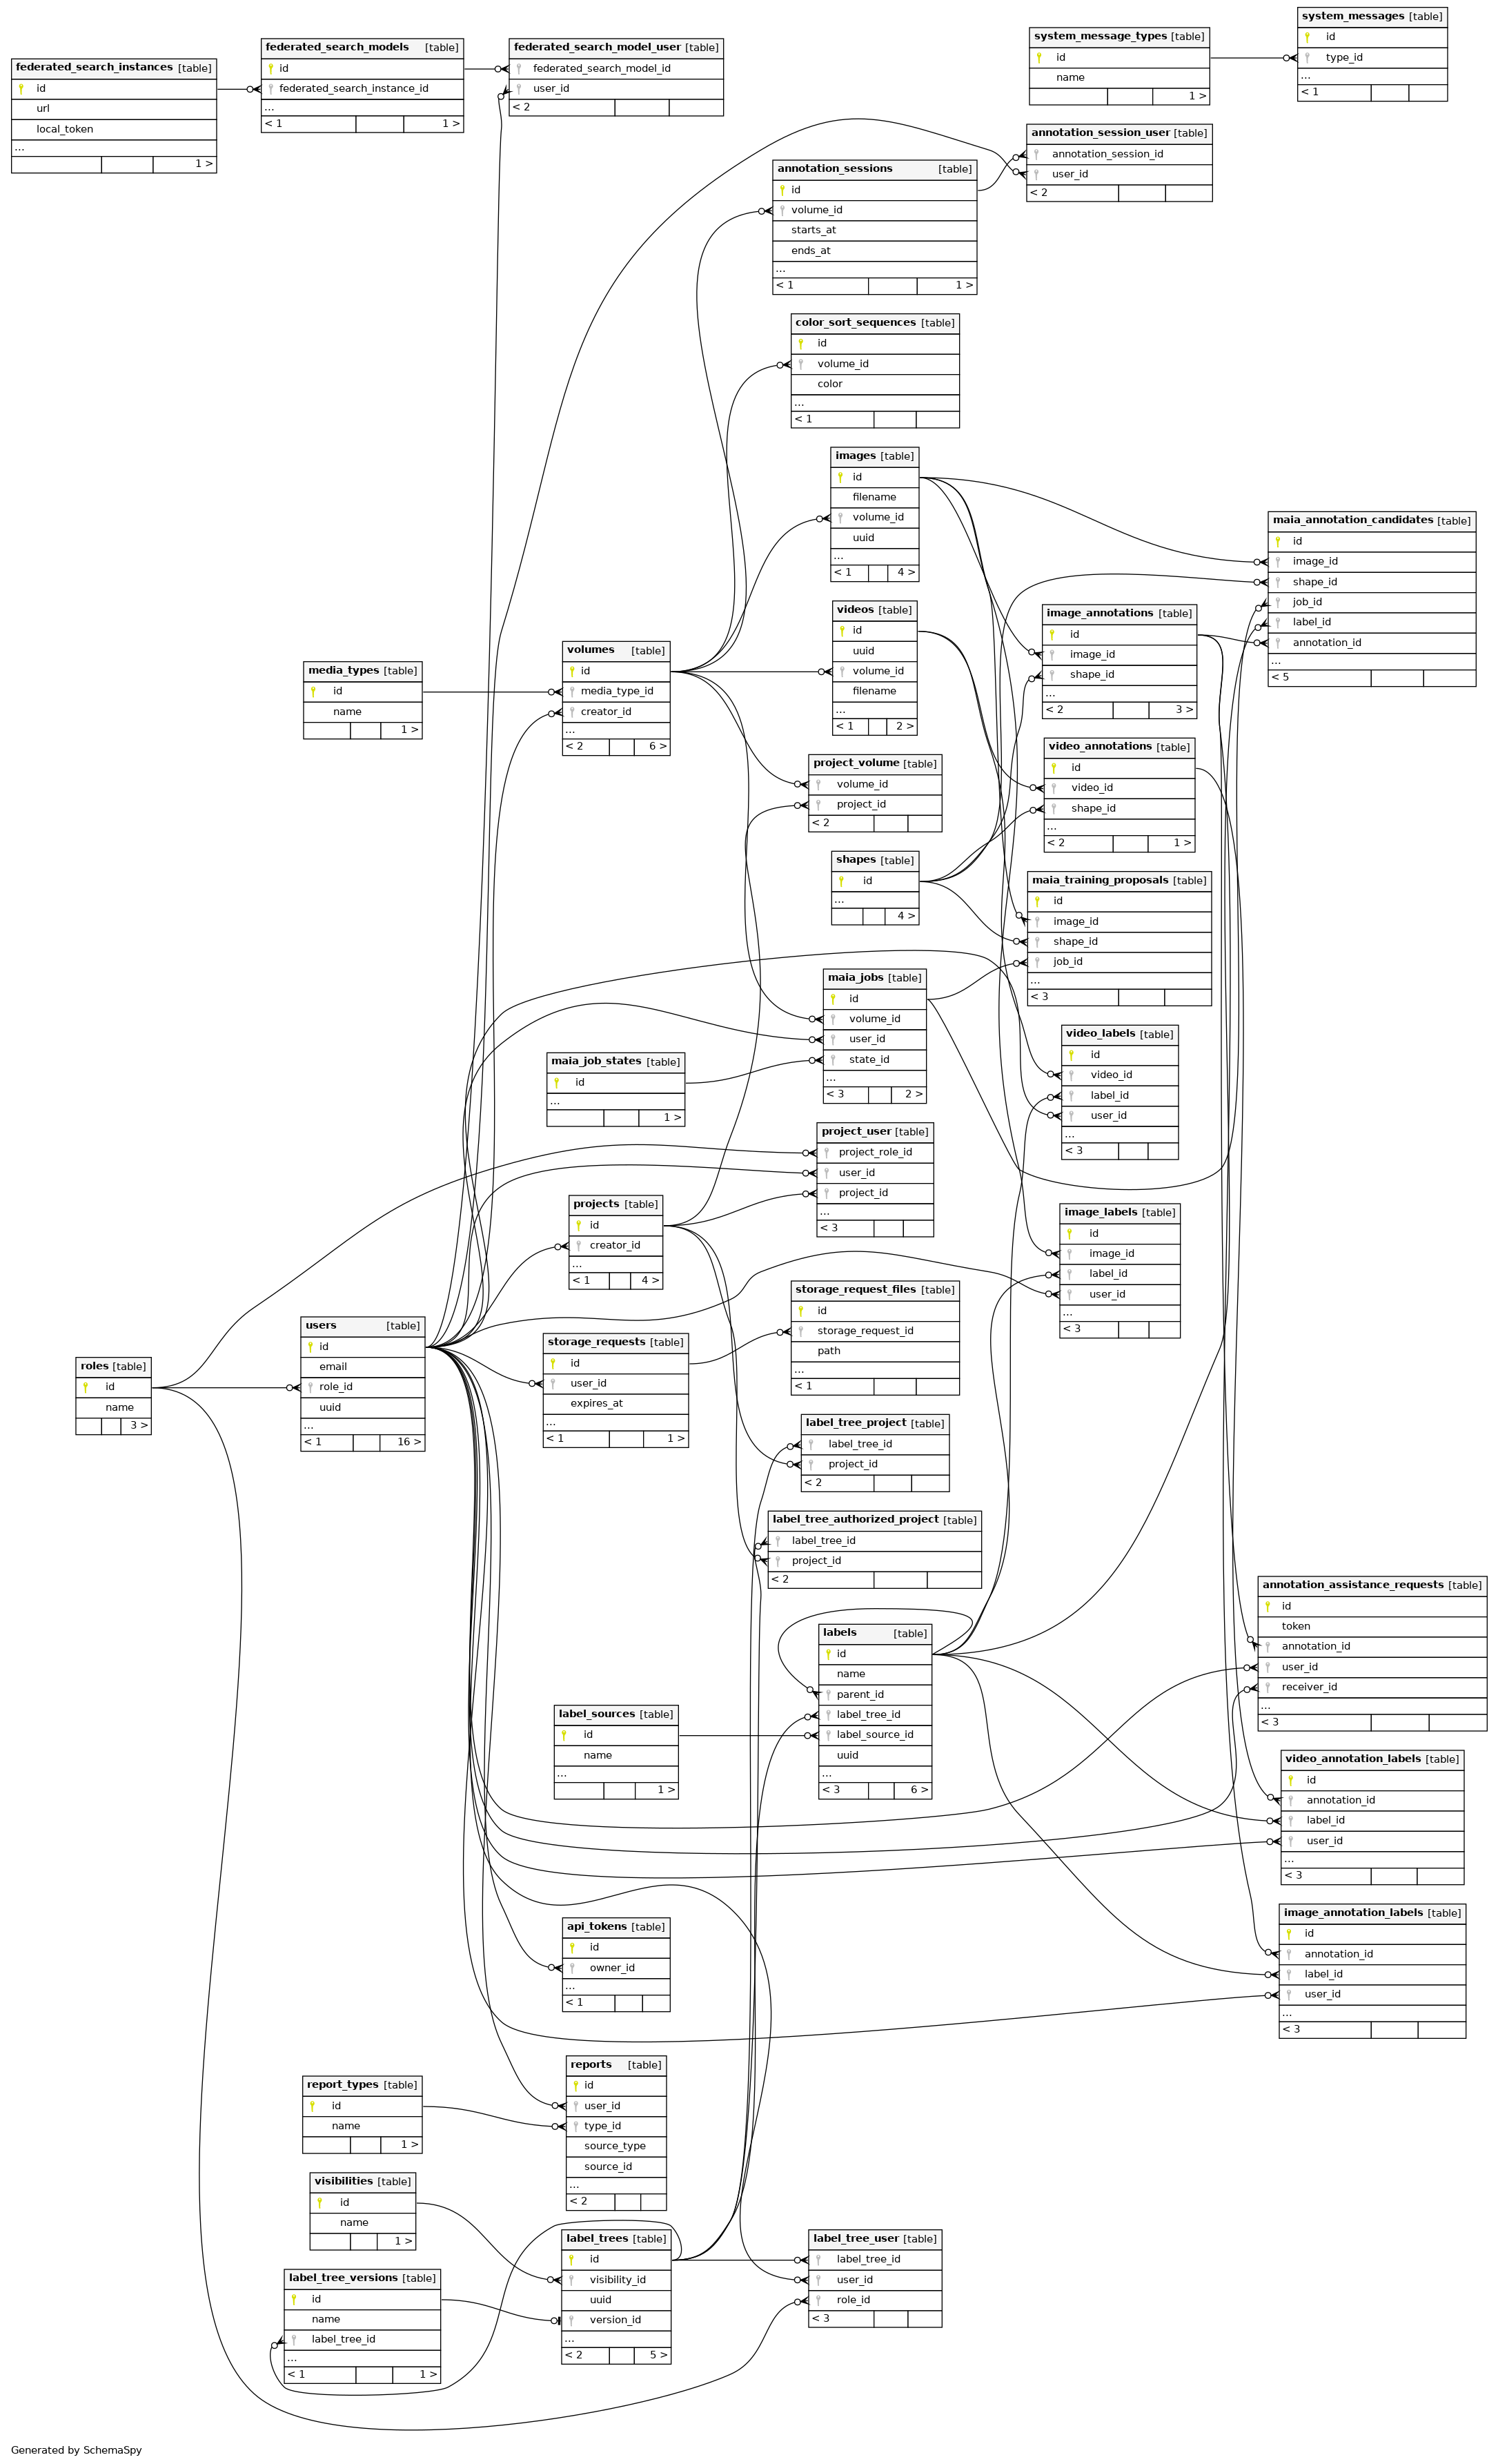 system_messages [table]
id
type_id
...
< 1
system_message_types [table]
id
name
1 >
federated_search_models [table]
id
federated_search_instance_id
...
< 1 1 >
federated_search_model_user [table]
federated_search_model_id
user_id
< 2
federated_search_instances [table]
id
url
local_token
...
1 >
annotation_session_user [table]
annotation_session_id
user_id
< 2
annotation_sessions [table]
id
volume_id
starts_at
ends_at
...
< 1 1 >
color_sort_sequences [table]
id
volume_id
color
...
< 1
images [table]
id
filename
volume_id
uuid
...
< 1 4 >
maia_annotation_candidates [table]
id
image_id
shape_id
job_id
label_id
annotation_id
...
< 5
videos [table]
id
uuid
volume_id
filename
...
< 1 2 >
image_annotations [table]
id
image_id
shape_id
...
< 2 3 >
volumes [table]
id
media_type_id
creator_id
...
< 2 6 >
media_types [table]
id
name
1 >
video_annotations [table]
id
video_id
shape_id
...
< 2 1 >
project_volume [table]
volume_id
project_id
< 2
shapes [table]
id
...
4 >
maia_training_proposals [table]
id
image_id
shape_id
job_id
...
< 3
maia_jobs [table]
id
volume_id
user_id
state_id
...
< 3 2 >
video_labels [table]
id
video_id
label_id
user_id
...
< 3
maia_job_states [table]
id
...
1 >
project_user [table]
project_role_id
user_id
project_id
...
< 3
projects [table]
id
creator_id
...
< 1 4 >
image_labels [table]
id
image_id
label_id
user_id
...
< 3
storage_request_files [table]
id
storage_request_id
path
...
< 1
users [table]
id
email
role_id
uuid
...
< 1 16 >
storage_requests [table]
id
user_id
expires_at
...
< 1 1 >
roles [table]
id
name
3 >
label_tree_project [table]
label_tree_id
project_id
< 2
label_tree_authorized_project [table]
label_tree_id
project_id
< 2
annotation_assistance_requests [table]
id
token
annotation_id
user_id
receiver_id
...
< 3
labels [table]
id
name
parent_id
label_tree_id
label_source_id
uuid
...
< 3 6 >
label_sources [table]
id
name
...
1 >
video_annotation_labels [table]
id
annotation_id
label_id
user_id
...
< 3
image_annotation_labels [table]
id
annotation_id
label_id
user_id
...
< 3
api_tokens [table]
id
owner_id
...
< 1
reports [table]
id
user_id
type_id
source_type
source_id
...
< 2
report_types [table]
id
name
1 >
visibilities [table]
id
name
1 >
label_trees [table]
id
visibility_id
uuid
version_id
...
< 2 5 >
label_tree_user [table]
label_tree_id
user_id
role_id
< 3
label_tree_versions [table]
id
name
label_tree_id
...
< 1 1 >
Generated by SchemaSpy